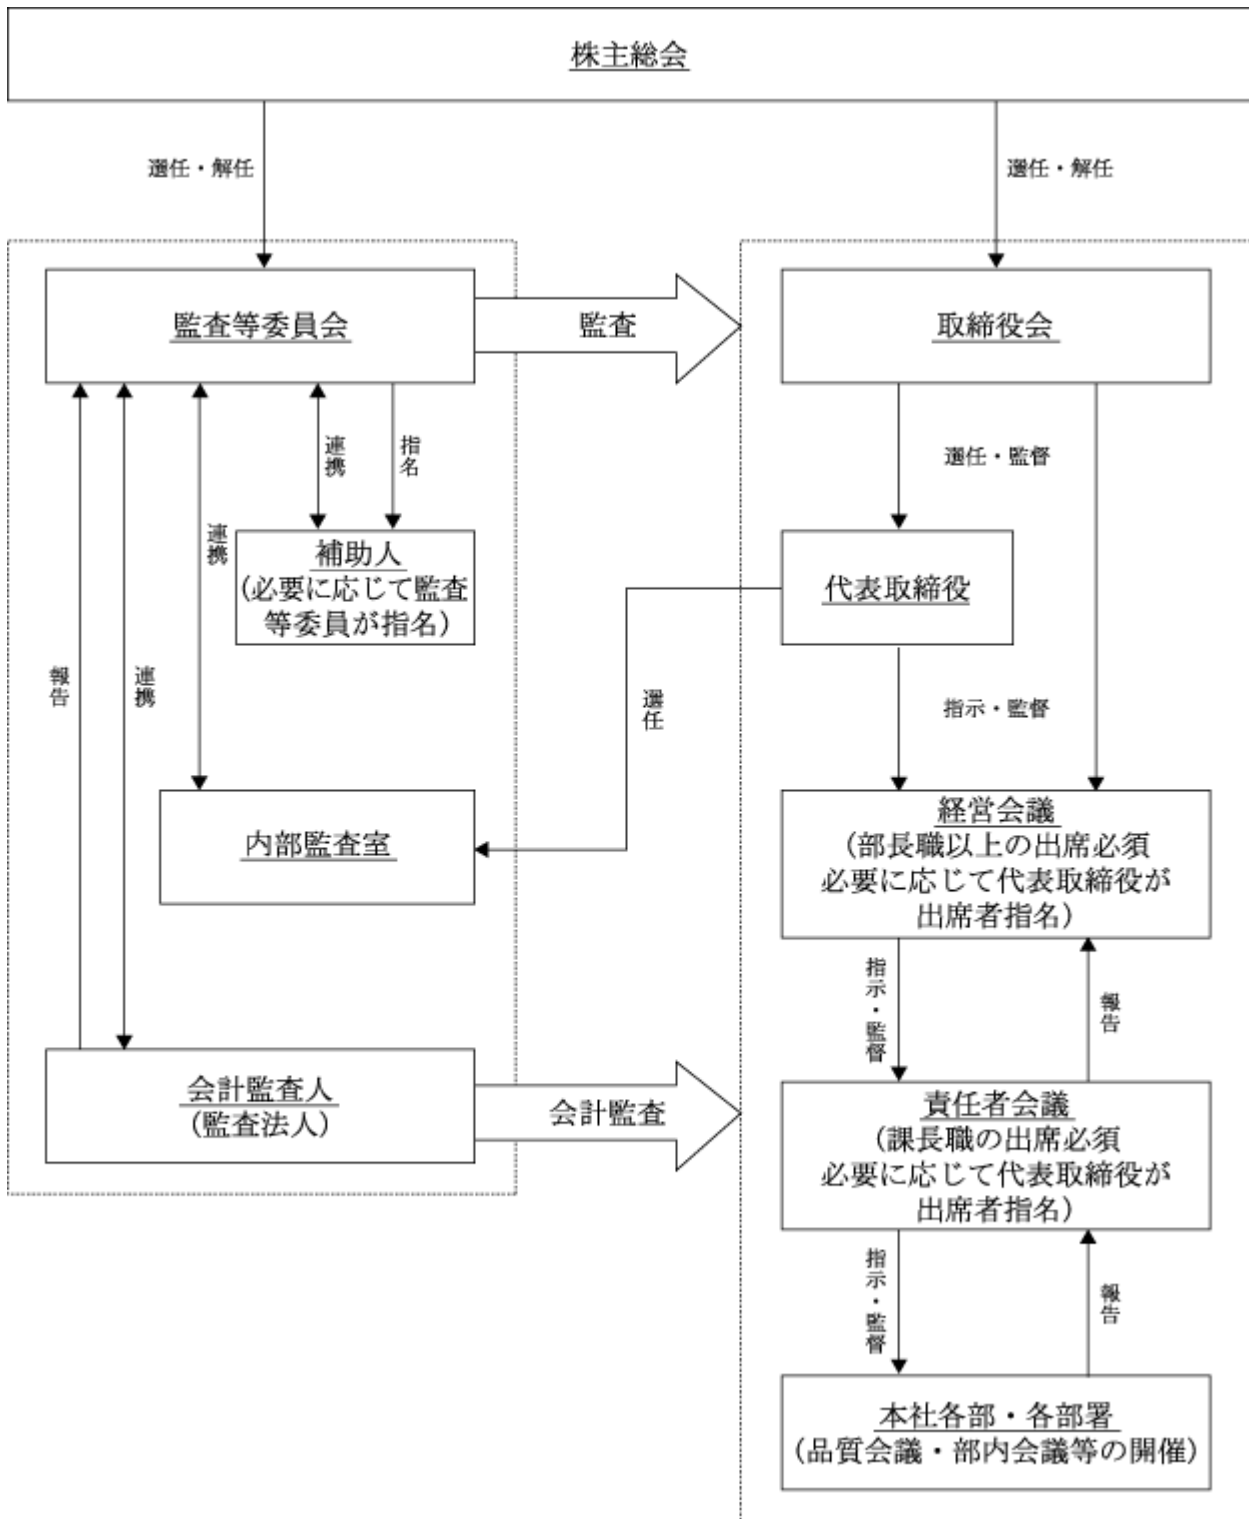 株主総会
選任・解任
選任・解任
監査等委員会
監査
取締役会
連携
指名
選任・監督
連携
補助人
(必要に応じて監査
等委員が指名)
代表取締役
報告
連携
選任
指示・監督
内部監査室
経営会議
(部長職以上の出席必須
必要に応じて代表取締役が
出席者指名)
指示・監督
報告
会計監査人
(監査法人)
会計監査
責任者会議
(課長職の出席必須
必要に応じて代表取締役が
出席者指名)
指示・監督
報告
本社各部・各部署
(品質会議・部内会議等の開催)